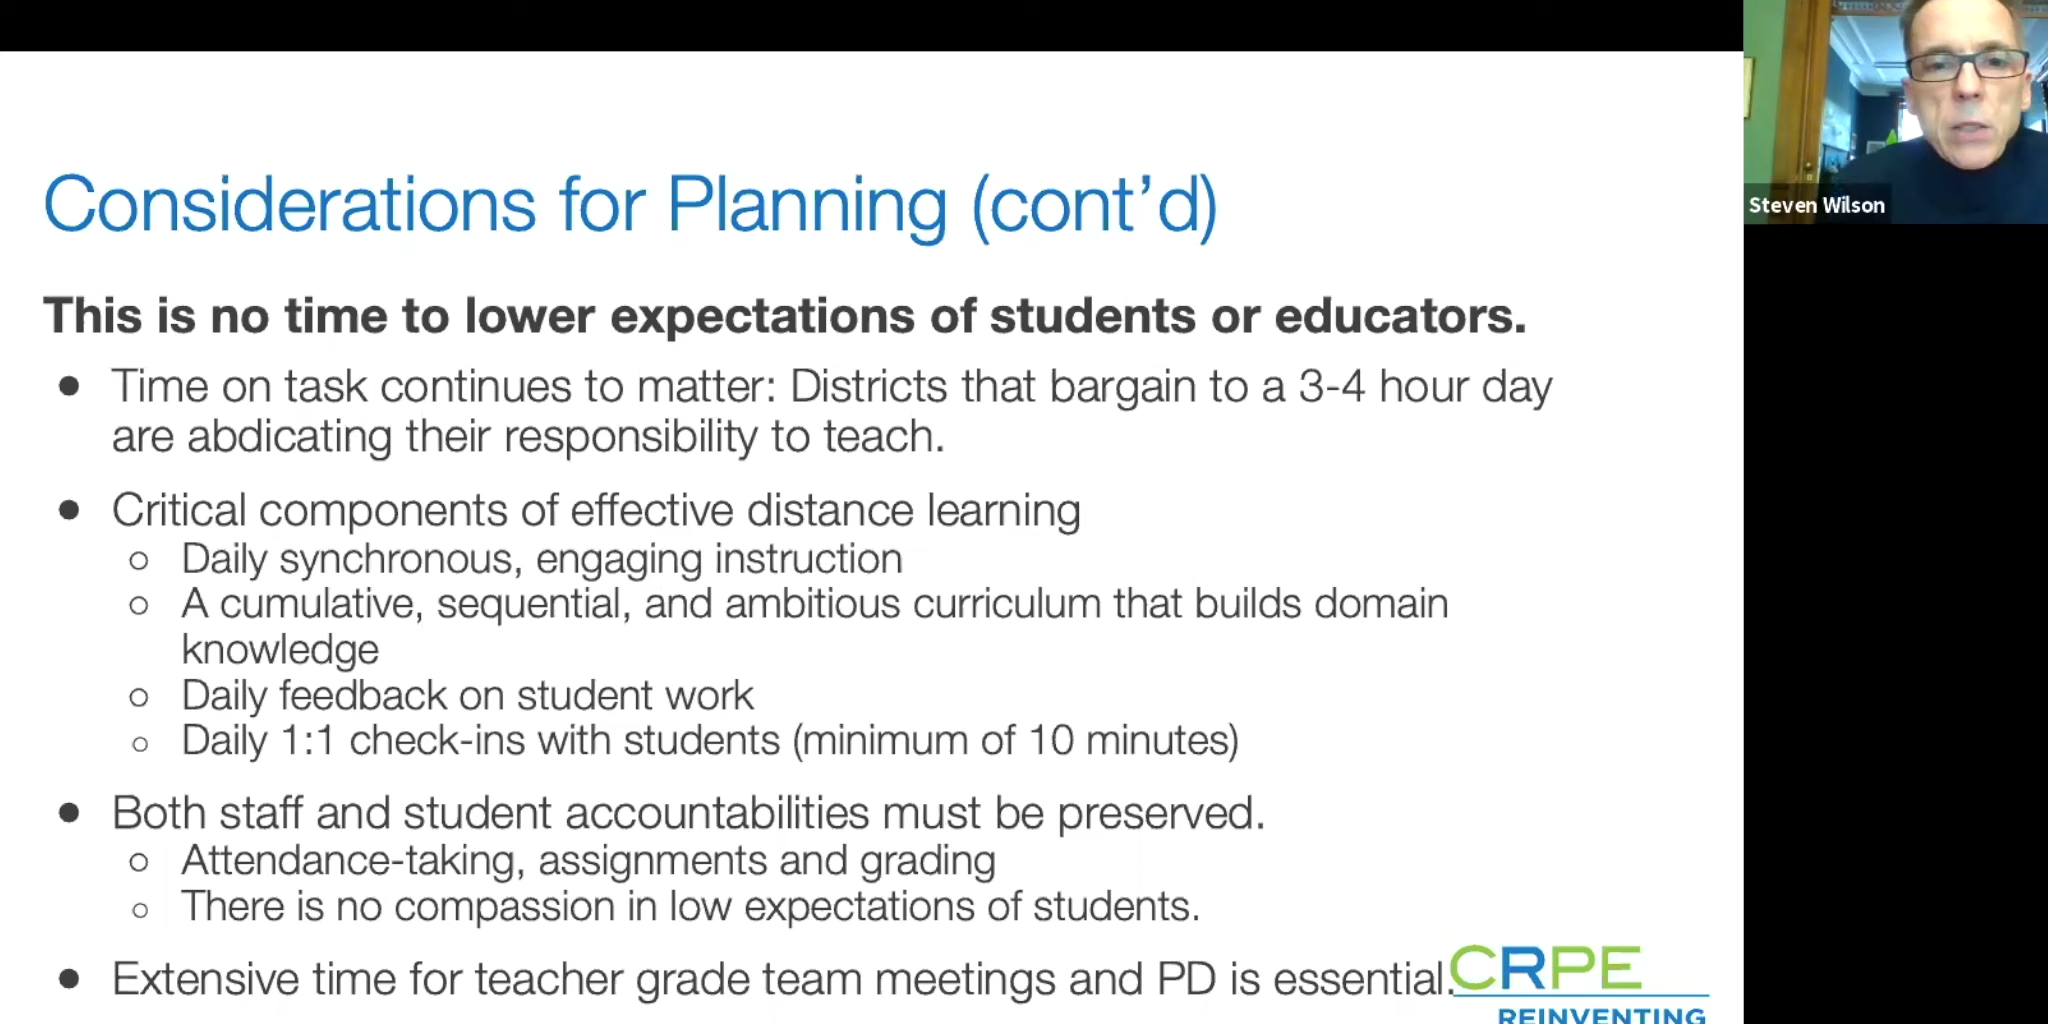 Considerations for Planning (cont’d)
This is no time to lower expectations of students or educators.
● Time on task continues to matter: Districts that bargain to a 3-4 hour day
are abdicating their responsibility to teach.
● Critical components of effective distance learning
○ Daily synchronous, engaging instruction
○ A cumulative, sequential, and ambitious curriculum that builds domain
knowledge
○ Daily feedback on student work
○ Daily 1:1 check-ins with students (minimum of 10 minutes)
● Both staff and student accountabilities must be preserved.
○ Attendance-taking, assignments and grading
○ There is no compassion in low expectations of students.
● Extensive time for teacher grade team meetings and PD is essential.
CRPE
REINVENTING
Steven Wilson